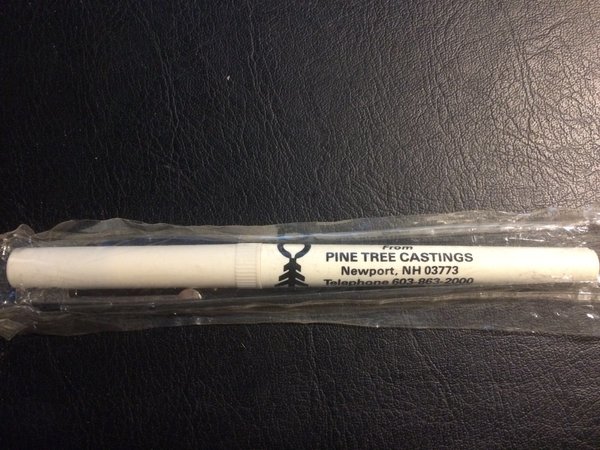 From
PINE TREE CASTINGS
Newport, NH 03773
Telephone 603-863-2000